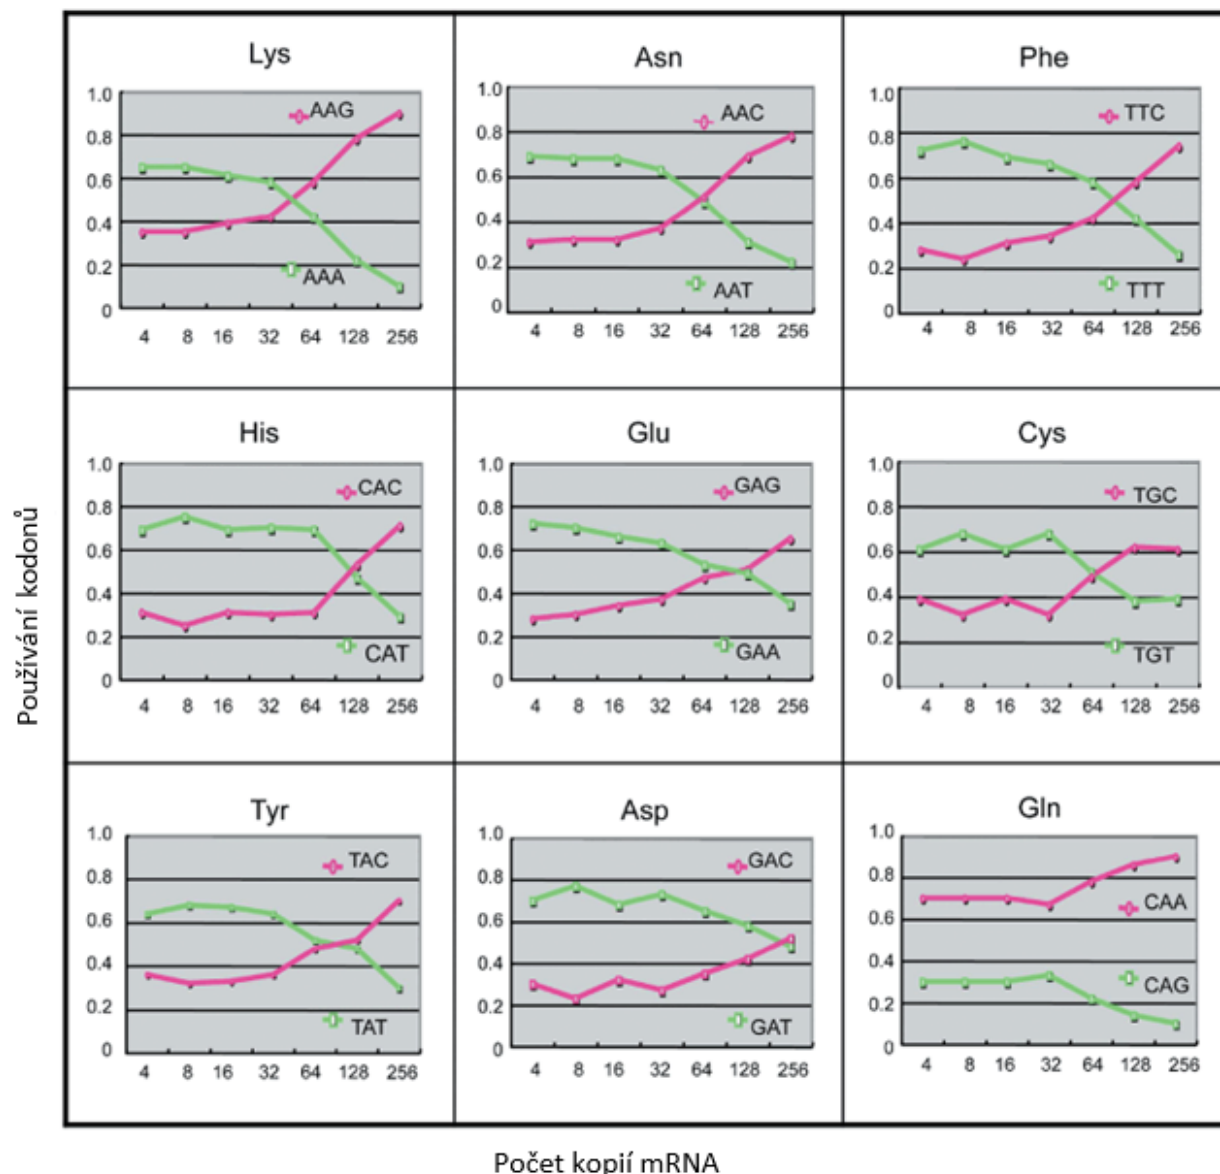 Lys
1.0
0.8
0.6
0.4
0.2
0
AAG
AAA
4 8 16 32 64 128 256
Asn
1.0
0.8
0.6
0.4
0.2
0
AAC
AAT
4 8 16 32 64 128 256
Phe
1.0
0.8
0.6
0.4
0.2
0
TTC
TTT
4 8 16 32 64 128 256
Používání kodonů
His
1.0
0.8
0.6
0.4
0.2
0
CAC
CAT
4 8 16 32 64 128 256
Glu
1.0
0.8
0.6
0.4
0.2
0
GAG
GAA
4 8 16 32 64 128 256
Cys
1.0
0.8
0.6
0.4
0.2
0
TGC
TGT
4 8 16 32 64 128 256
Tyr
1.0
0.8
0.6
0.4
0.2
0
TAC
TAT
4 8 16 32 64 128 256
Asp
1.0
0.8
0.6
0.4
0.2
0
GAC
GAT
4 8 16 32 64 128 256
Gln
1.0
0.8
0.6
0.4
0.2
0
CAA
CAG
4 8 16 32 64 128 256
Počet kopií mRNA